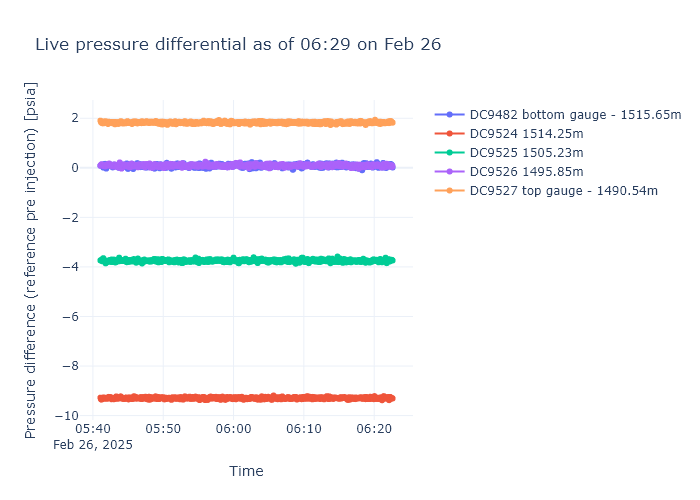 Live pressure differential as of 06:29 on Feb 26
Pressure difference (reference pre injection) [psia]
2
0
−2
−4
−6
−8
−10
05:40
05:50
06:00
06:10
06:20
Feb 26, 2025
Time
DC9482 bottom gauge - 1515.65m
DC9524 1514.25m
DC9525 1505.23m
DC9526 1495.85m
DC9527 top gauge - 1490.54m